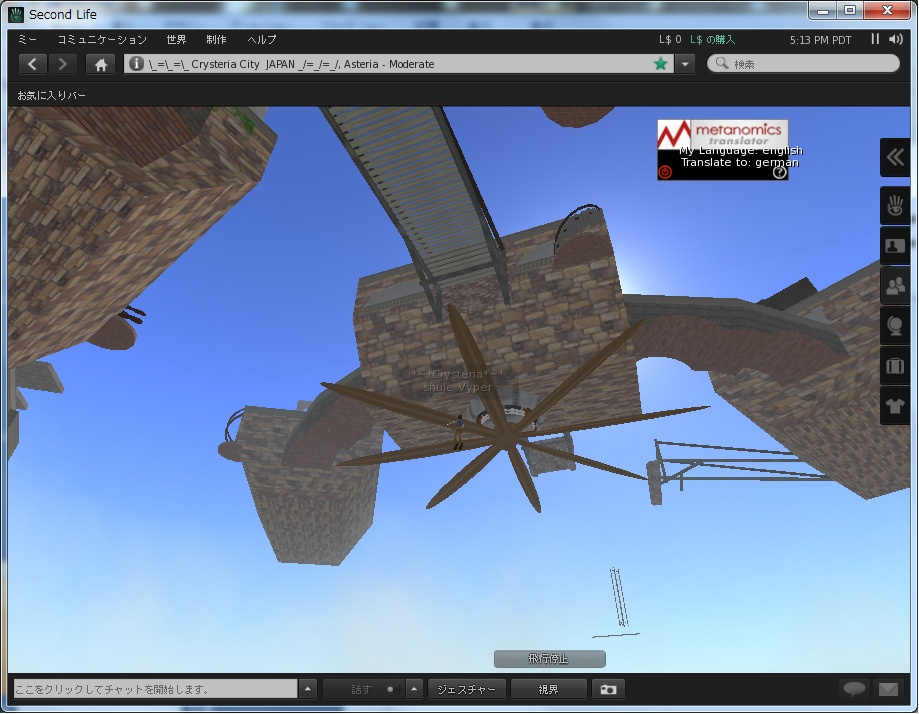 Second Life
ミー コミュニケーション 世界 制作 ヘルプ L$ 0 L$ の購入 5:13 PM PDT
\_=\_=\_ Crysteria City JAPAN _/=_/=_/, Asteria - Moderate 検索
お気に入りバー
metanomics
translator
My Language: english
Translate to: german
*~*Crysteria*~*
shule Vyper
飛行停止
ここをクリックしてチャットを開始します。 話す ジェスチャー 視界